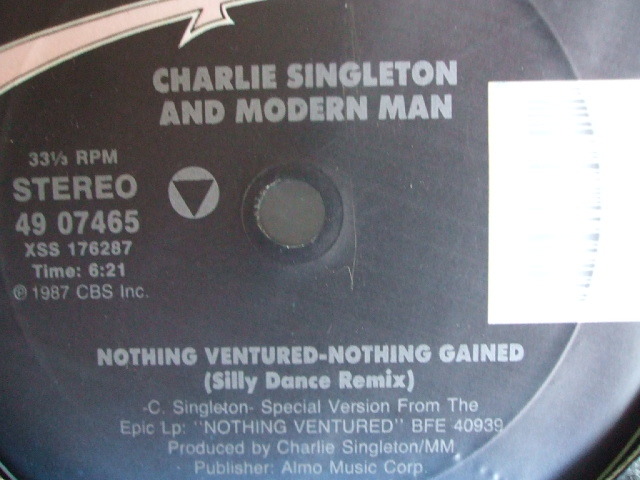 CHARLIE SINGLETON
AND MODERN MAN
33⅓ RPM
STEREO
49 07465
XSS 176287
Time: 6:21
℗ 1987 CBS Inc.
NOTHING VENTURED-NOTHING GAINED
(Silly Dance Remix)
-C. Singleton- Special Version From The
Epic Lp: "NOTHING VENTURED" BFE 40939
Produced by Charlie Singleton/MM
Publisher: Almo Music Corp.